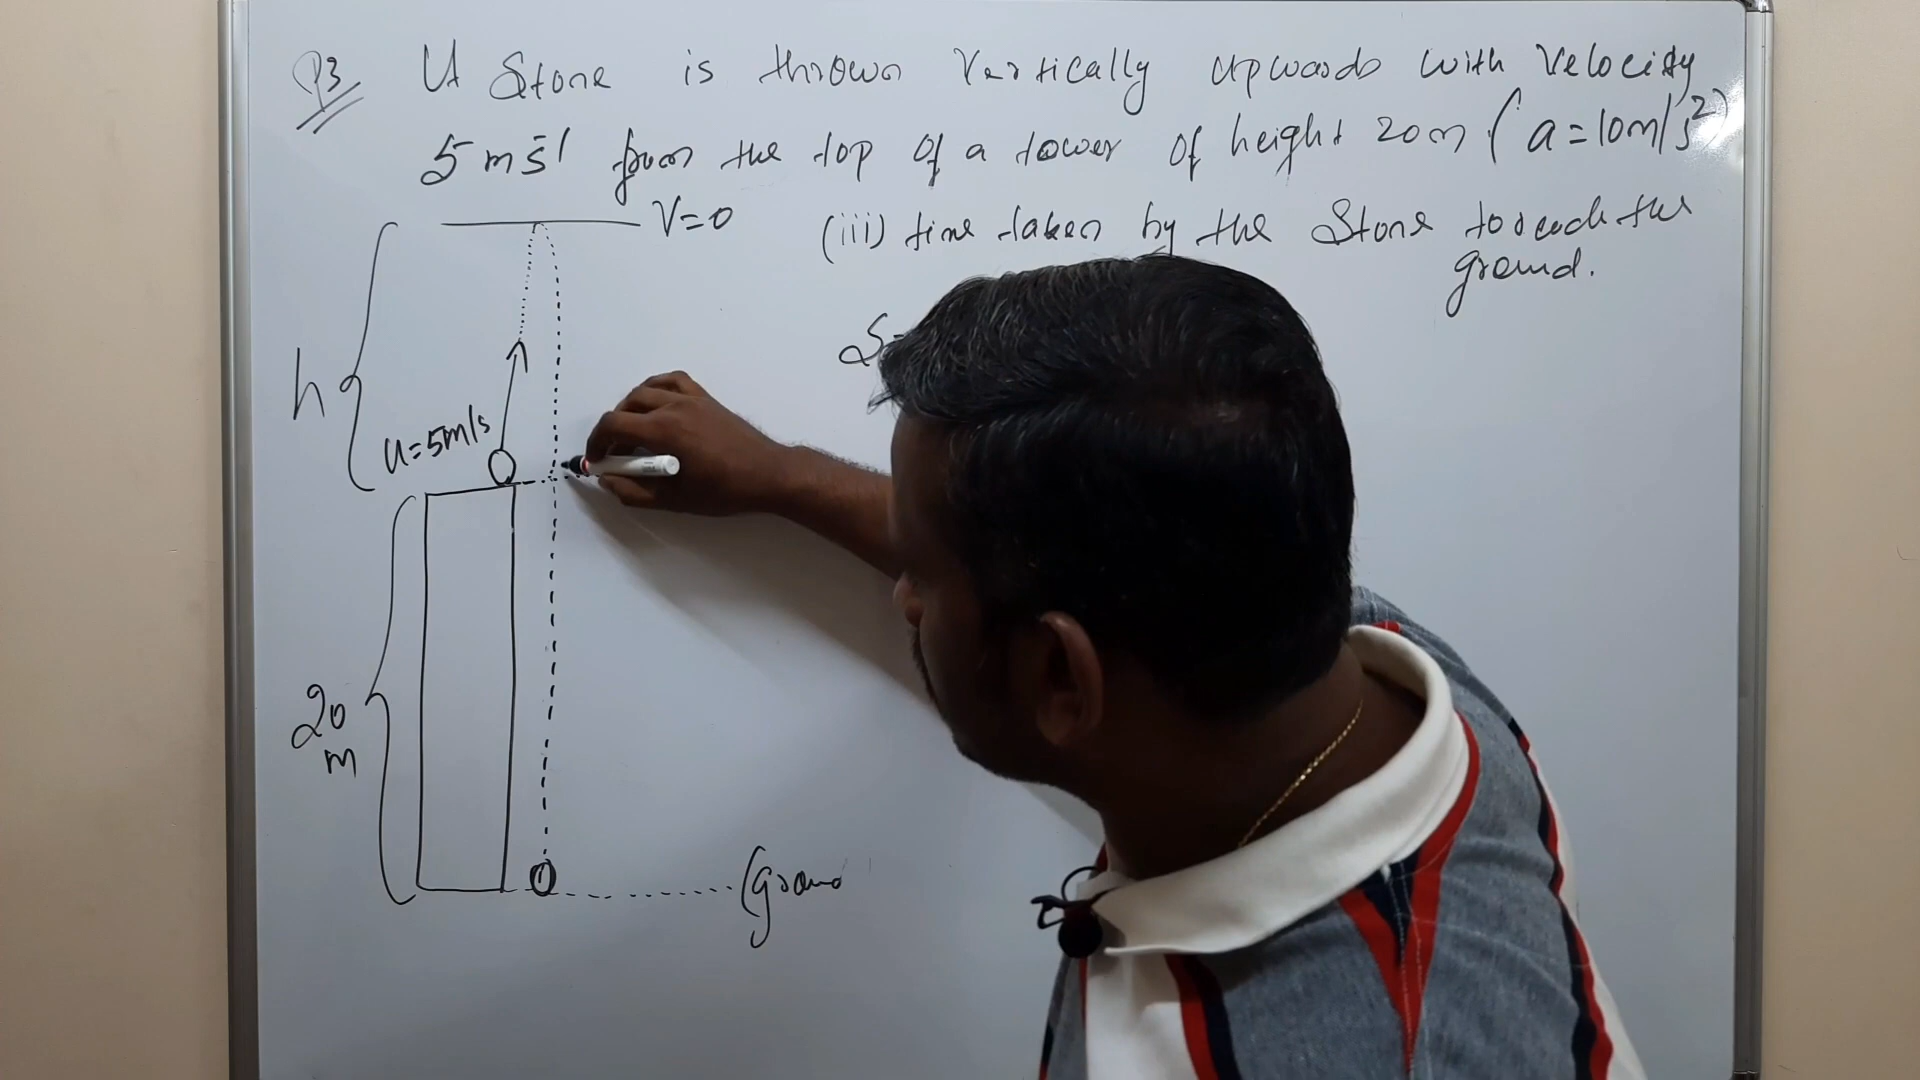 Q3 A Stone is thrown Vertically upwards with Velocity
5 ms-1 from the top of a tower of height 20m ( a = 10m/s2)
V=0
(iii) time taken by the Stone to reach the
ground.
S=
h
u=5m/s
20
m
Ground